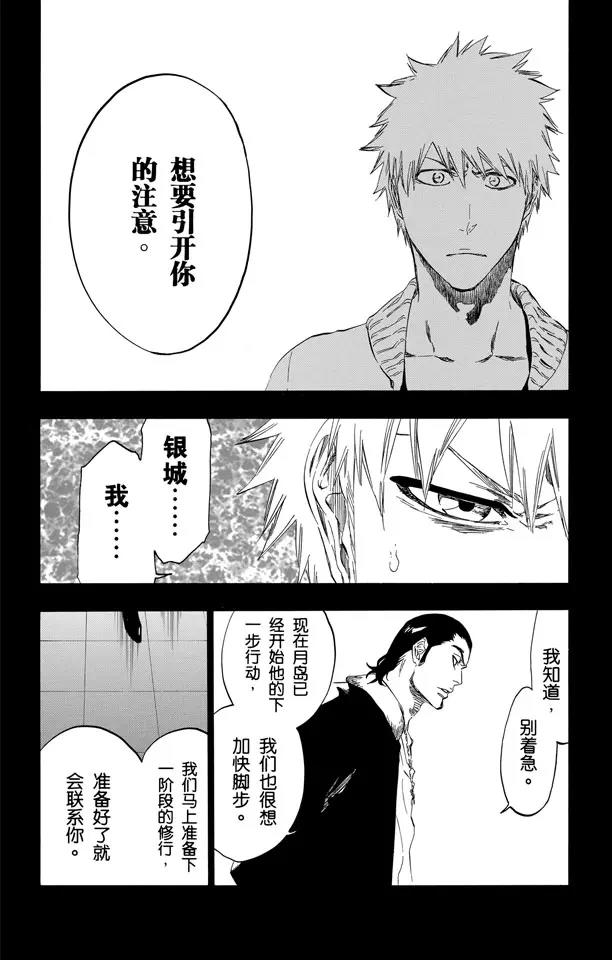 想要引开你
的注意。
银城……
我……
我知道，
别着急。
现在月岛已
经开始他的下
一步行动，
我们也很想
加快脚步。
我们马上准备下
一阶段的修行，
准备好了就
会联系你。